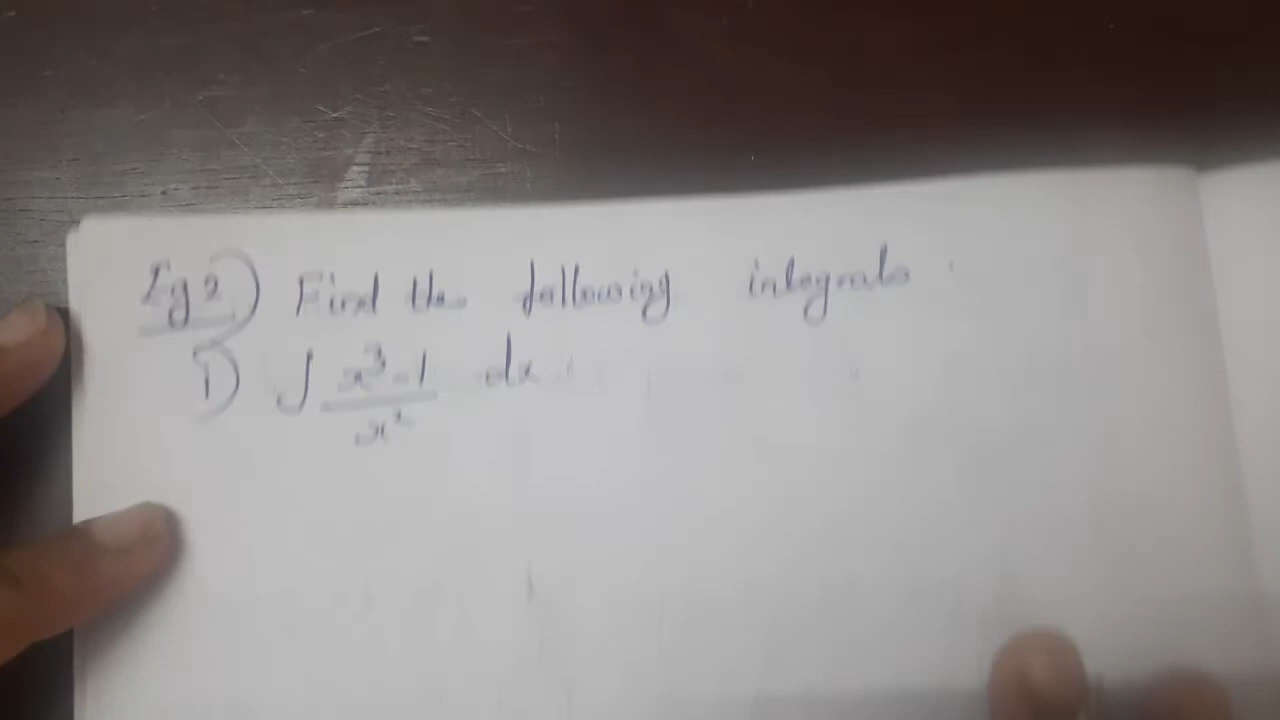 Eg 2) Find the following integrals.
1) ∫ x³-1/x² dx.